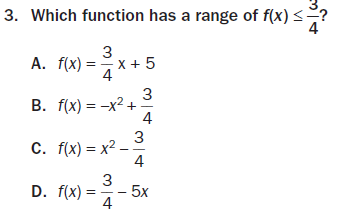 3. Which function has a range of f(x) ≤ 3/4?
A. f(x) = 3/4 x + 5
B. f(x) = –x² + 3/4
C. f(x) = x² – 3/4
D. f(x) = 3/4 – 5x